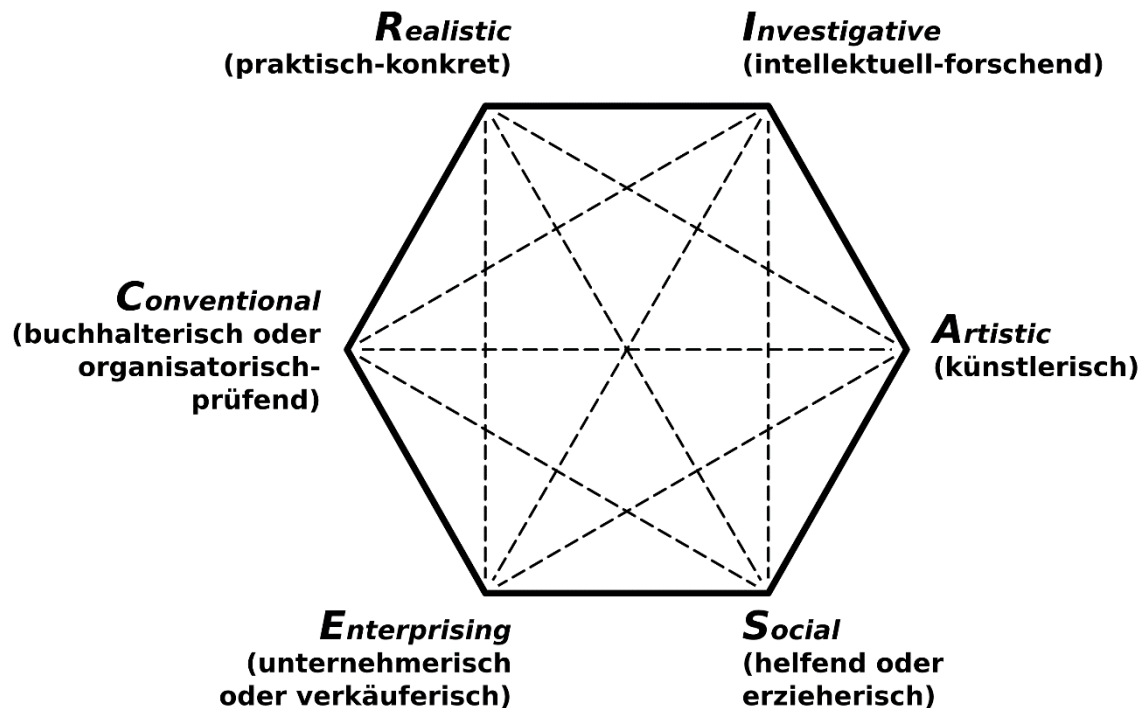 Realistic
(praktisch-konkret)
Investigative
(intellektuell-forschend)
Conventional
(buchhalterisch oder
organisatorisch-
prüfend)
Artistic
(künstlerisch)
Enterprising
(unternehmerisch
oder verkäuferisch)
Social
(helfend oder
erzieherisch)